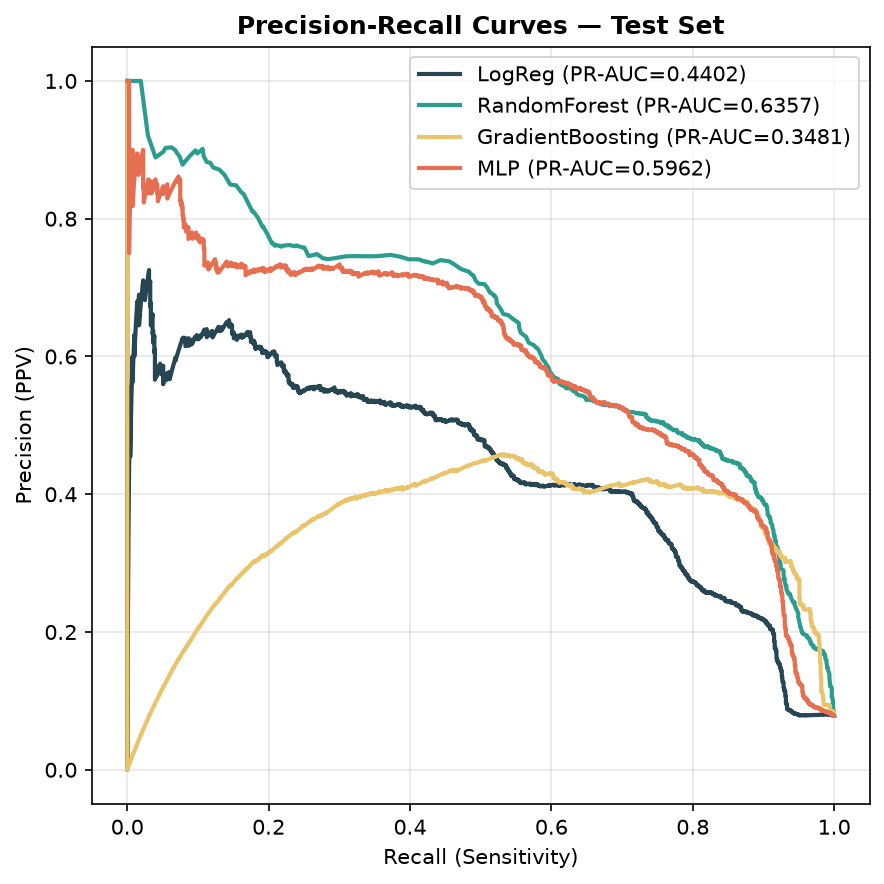 Precision-Recall Curves — Test Set
LogReg (PR-AUC=0.4402)
RandomForest (PR-AUC=0.6357)
GradientBoosting (PR-AUC=0.3481)
MLP (PR-AUC=0.5962)
Precision (PPV)
1.0
0.8
0.6
0.4
0.2
0.0
0.0 0.2 0.4 0.6 0.8 1.0
Recall (Sensitivity)